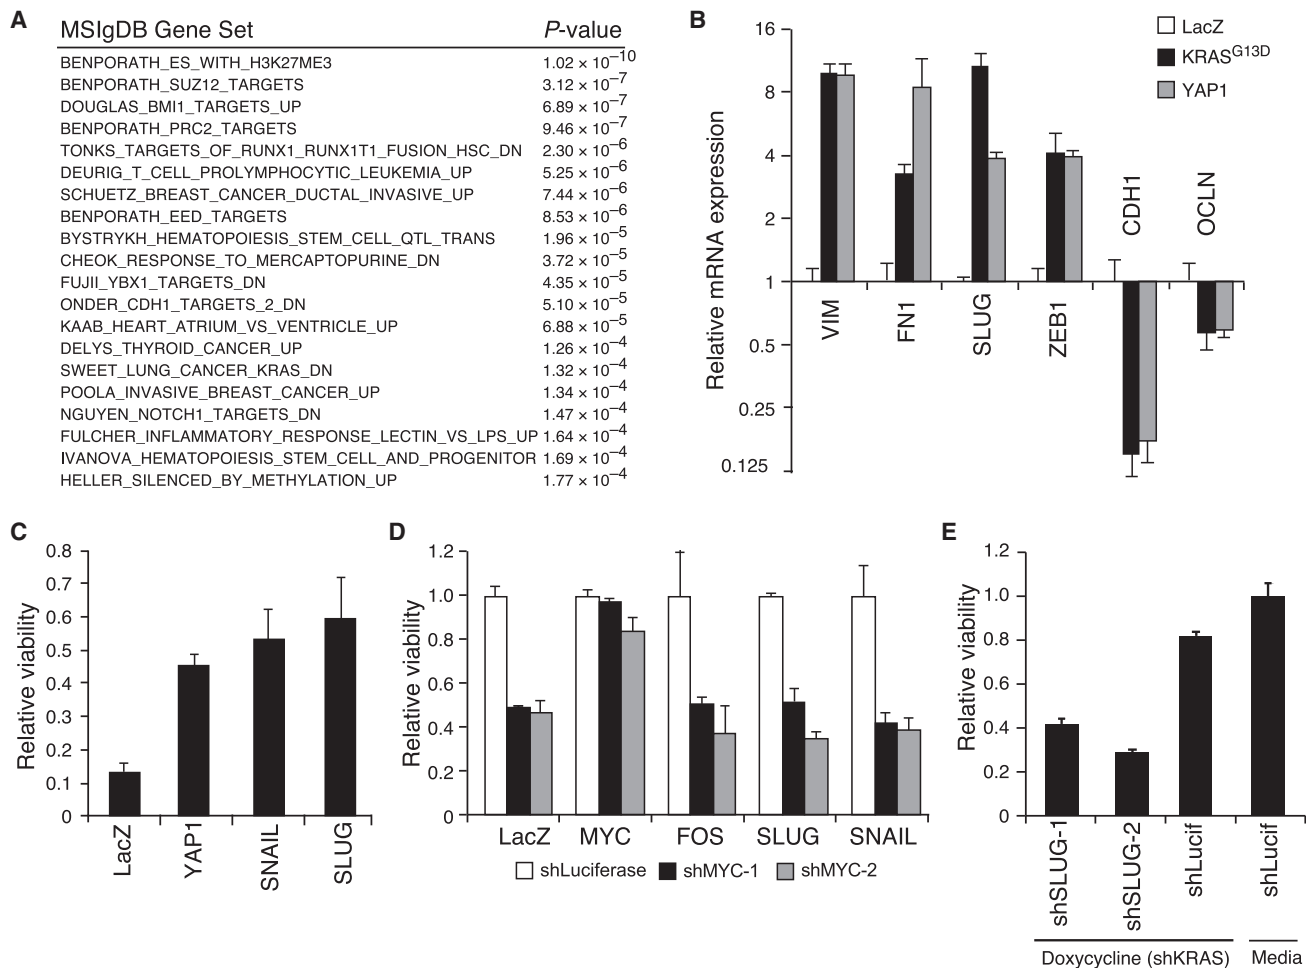 A
MSIgDB Gene Set P-value
BENPORATH_ES_WITH_H3K27ME3 1.02 × 10−10
BENPORATH_SUZ12_TARGETS 3.12 × 10−7
DOUGLAS_BMI1_TARGETS_UP 6.89 × 10−7
BENPORATH_PRC2_TARGETS 9.46 × 10−7
TONKS_TARGETS_OF_RUNX1_RUNX1T1_FUSION_HSC_DN 2.30 × 10−6
DEURIG_T_CELL_PROLYMPHOCYTIC_LEUKEMIA_UP 5.25 × 10−6
SCHUETZ_BREAST_CANCER_DUCTAL_INVASIVE_UP 7.44 × 10−6
BENPORATH_EED_TARGETS 8.53 × 10−6
BYSTRYKH_HEMATOPOIESIS_STEM_CELL_QTL_TRANS 1.96 × 10−5
CHEOK_RESPONSE_TO_MERCAPTOPURINE_DN 3.72 × 10−5
FUJII_YBX1_TARGETS_DN 4.35 × 10−5
ONDER_CDH1_TARGETS_2_DN 5.10 × 10−5
KAAB_HEART_ATRIUM_VS_VENTRICLE_UP 6.88 × 10−5
DELYS_THYROID_CANCER_UP 1.26 × 10−4
SWEET_LUNG_CANCER_KRAS_DN 1.32 × 10−4
POOLA_INVASIVE_BREAST_CANCER_UP 1.34 × 10−4
NGUYEN_NOTCH1_TARGETS_DN 1.47 × 10−4
FULCHER_INFLAMMATORY_RESPONSE_LECTIN_VS_LPS_UP 1.64 × 10−4
IVANOVA_HEMATOPOIESIS_STEM_CELL_AND_PROGENITOR 1.69 × 10−4
HELLER_SILENCED_BY_METHYLATION_UP 1.77 × 10−4
B
Relative mRNA expression
16
8
4
2
1
0.5
0.25
0.125
LacZ
KRASG13D
YAP1
VIM
FN1
SLUG
ZEB1
CDH1
OCLN
C
Relative viability
0.8
0.7
0.6
0.5
0.4
0.3
0.2
0.1
0
LacZ
YAP1
SNAIL
SLUG
D
Relative viability
1.2
1.0
0.8
0.6
0.4
0.2
0
LacZ MYC FOS SLUG SNAIL
shLuciferase shMYC-1 shMYC-2
E
Relative viability
1.2
1.0
0.8
0.6
0.4
0.2
0
shSLUG-1
shSLUG-2
shLucif
shLucif
Doxycycline (shKRAS) Media